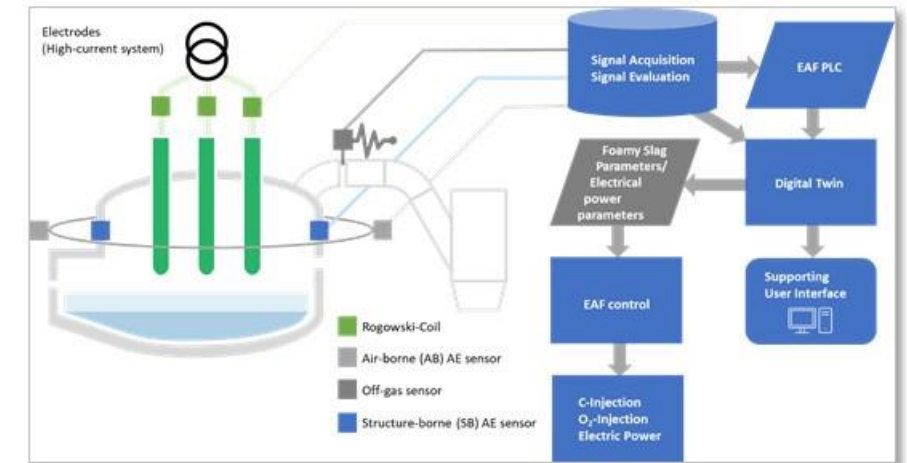 Electrodes
(High-current system)
Signal Acquisition
Signal Evaluation
EAF PLC
Foamy Slag
Parameters/
Electrical
power
parameters
Digital Twin
EAF control
Supporting
User Interface
C-Injection
O₂-Injection
Electric Power
Rogowski-Coil
Air-borne (AB) AE sensor
Off-gas sensor
Structure-borne (SB) AE sensor